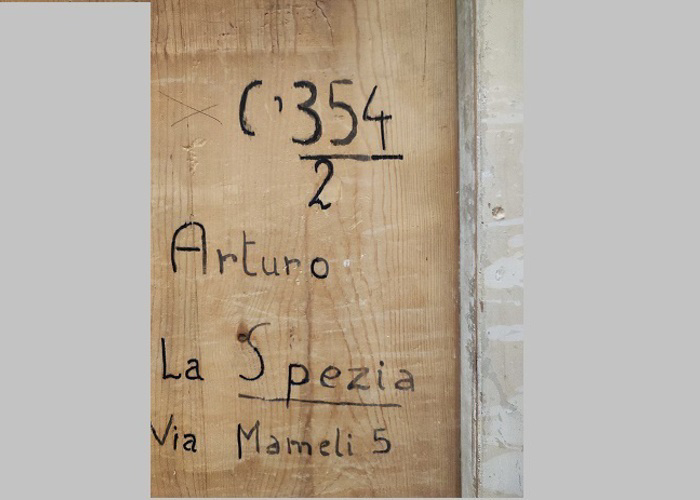 C. 354
2
Arturo
La Spezia
Via Mameli 5